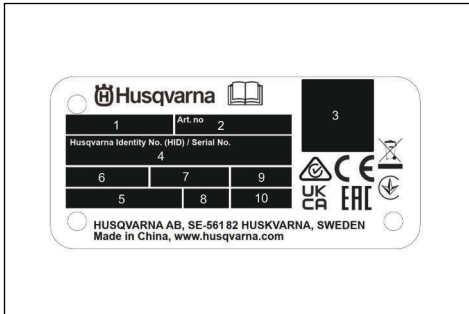 Husqvarna
1
Art. no 2
3
Husqvarna Identity No. (HID) / Serial No.
4
6 7 9
5 8 10
CE
UK
CA
EAC
HUSQVARNA AB, SE-561 82 HUSKVARNA, SWEDEN
Made in China, www.husqvarna.com